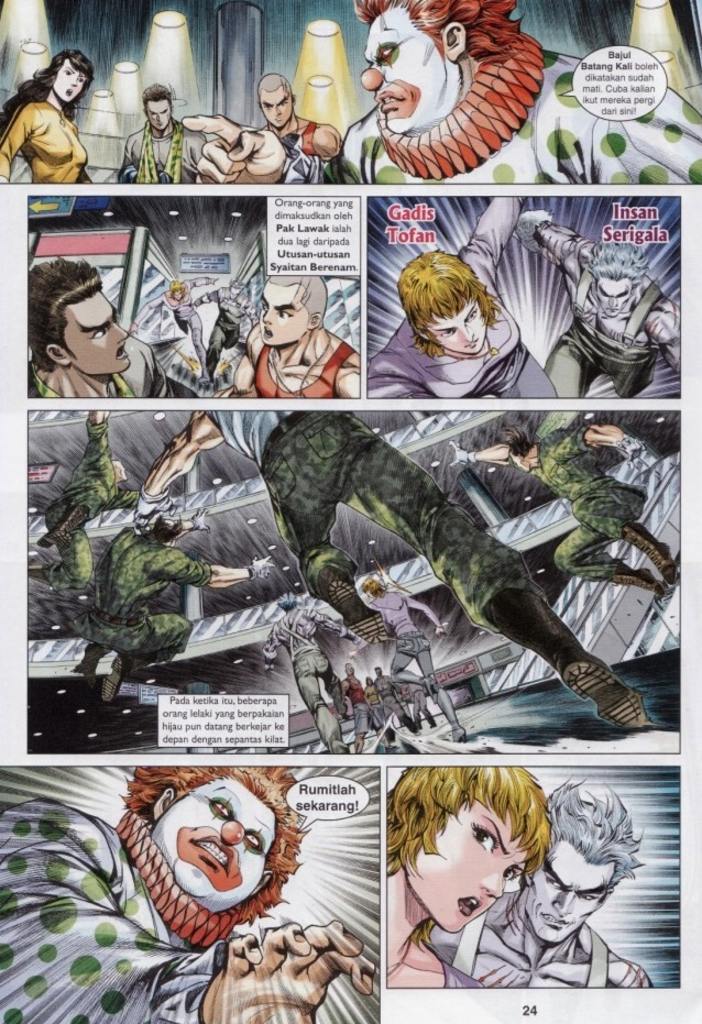 Bajul
Batang Kali boleh
dikatakan sudah
mati. Cuba kalian
ikut mereka pergi
dari sini!
Orang-orang yang
dimaksudkan oleh
Pak Lawak ialah
dua lagi daripada
Utusan-utusan
Syaitan Berenam.
Gadis
Tofan
Insan
Serigala
Pada ketika itu, beberapa
orang lelaki yang berpakaian
hijau pun datang berkejar ke
depan dengan sepantas kilat.
Rumitlah
sekarang!
24